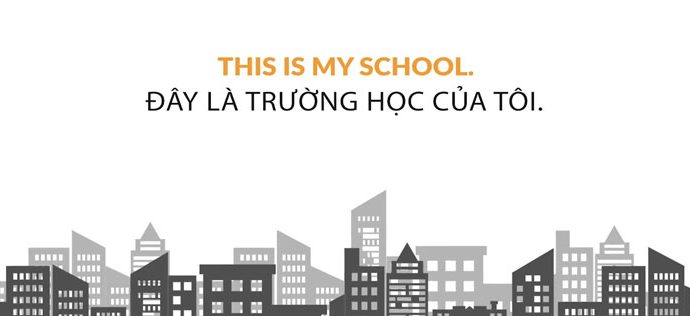 THIS IS MY SCHOOL.
ĐÂY LÀ TRƯỜNG HỌC CỦA TÔI.